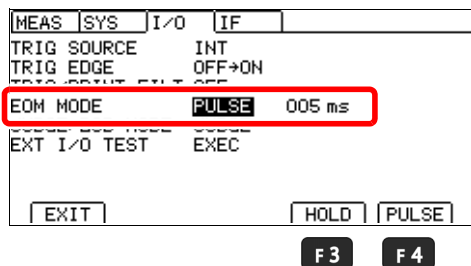 MEAS SYS I/O IF
TRIG SOURCE INT
TRIG EDGE OFF→ON
EOM MODE PULSE 005 ms
EXT I/O TEST EXEC
EXIT HOLD PULSE
F3 F4